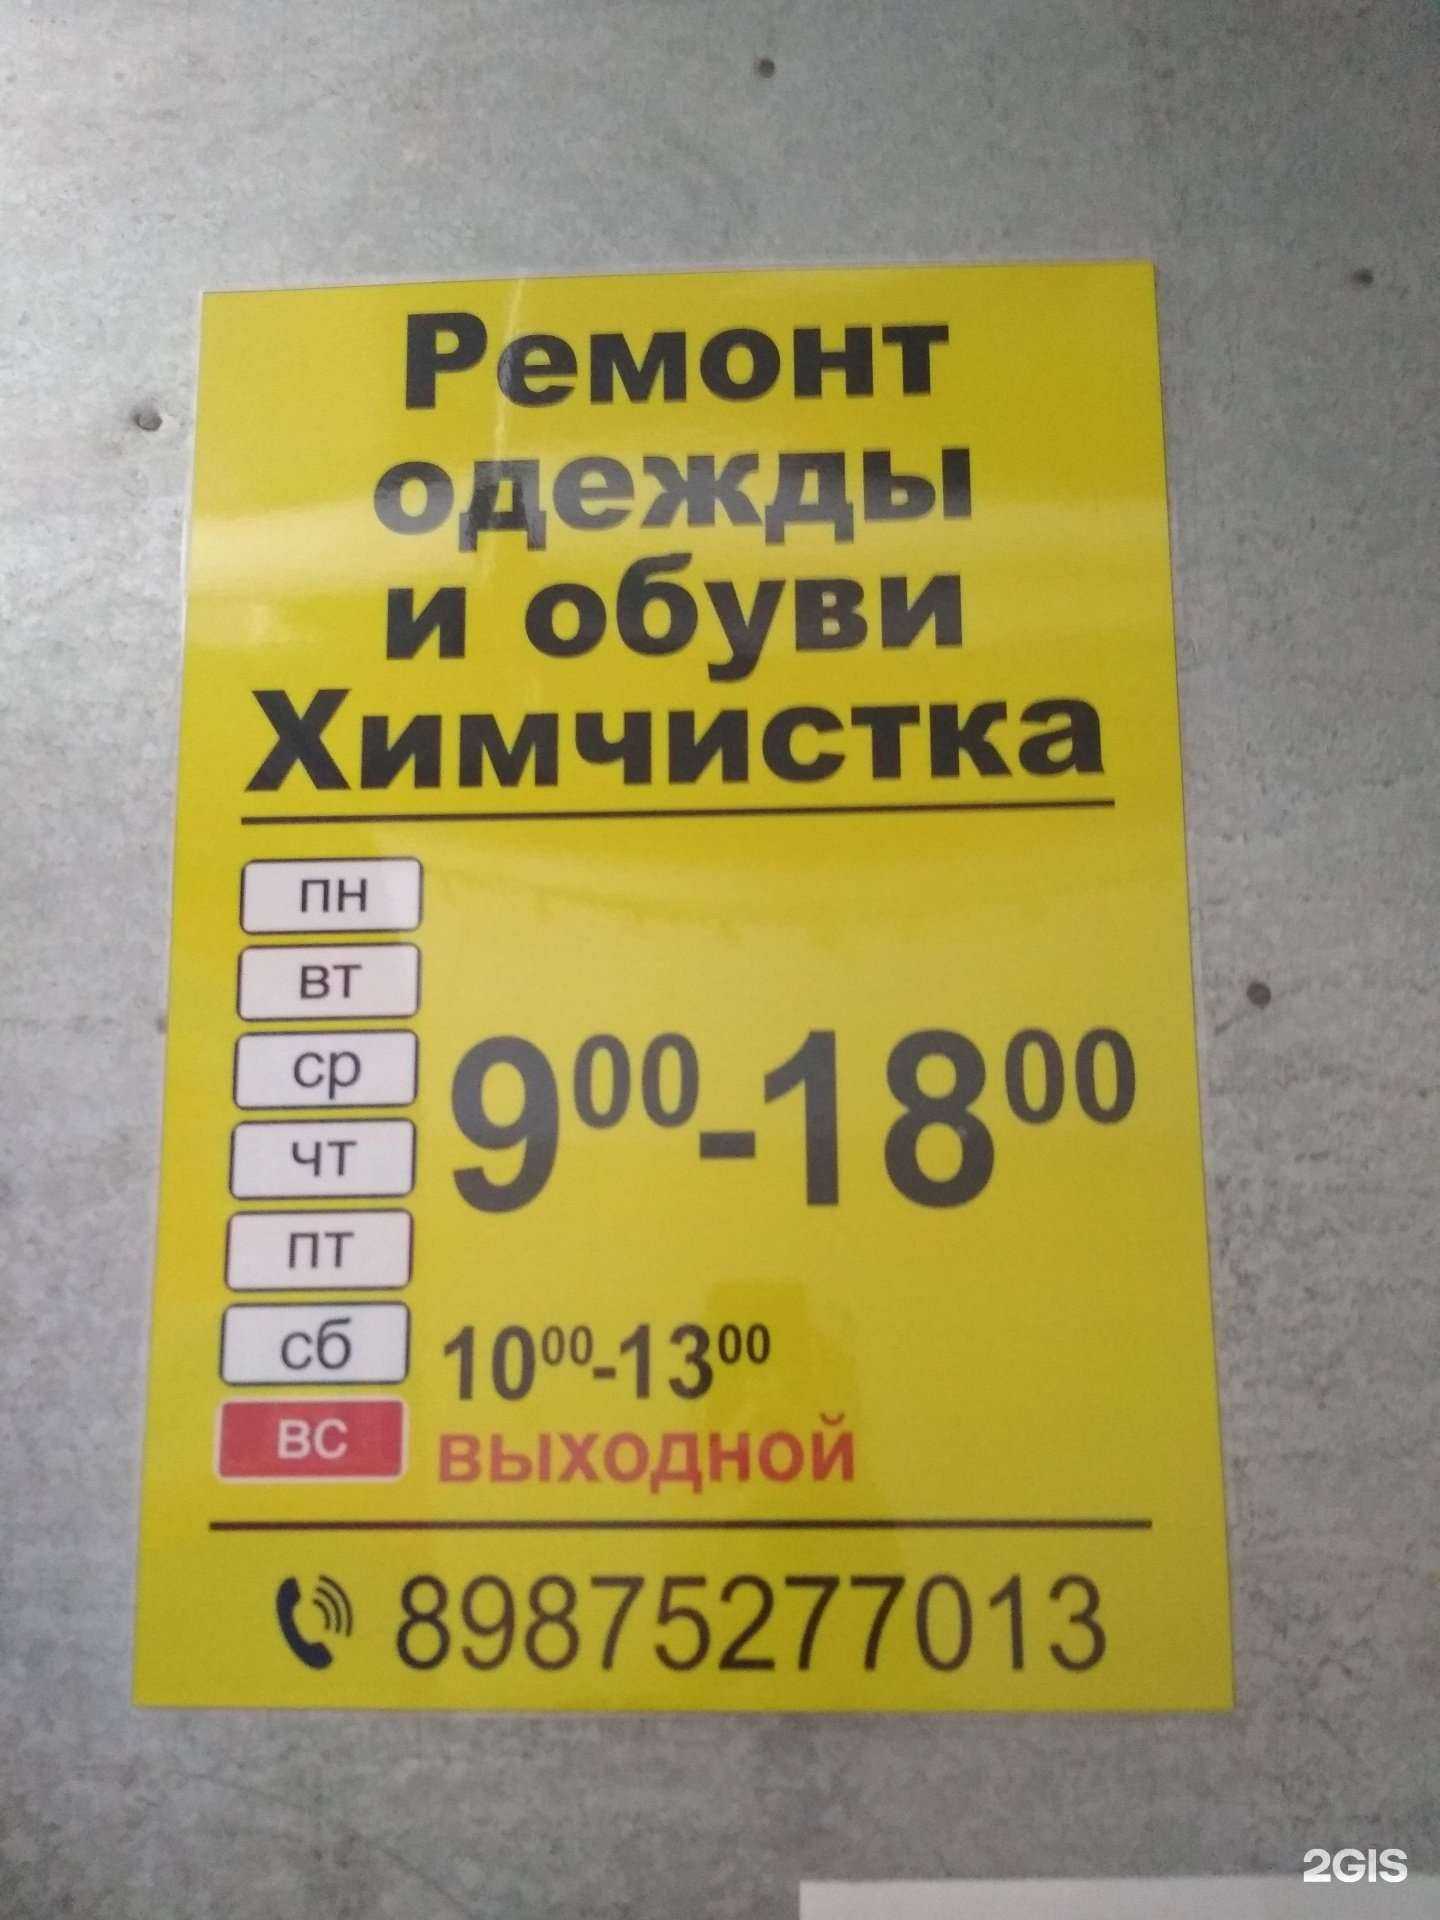 Ремонт
одежды
и обуви
Химчистка
пн
вт
ср
чт
пт
9⁰⁰-18⁰⁰
сб 10⁰⁰-13⁰⁰
вс выходной
89875277013
2GIS